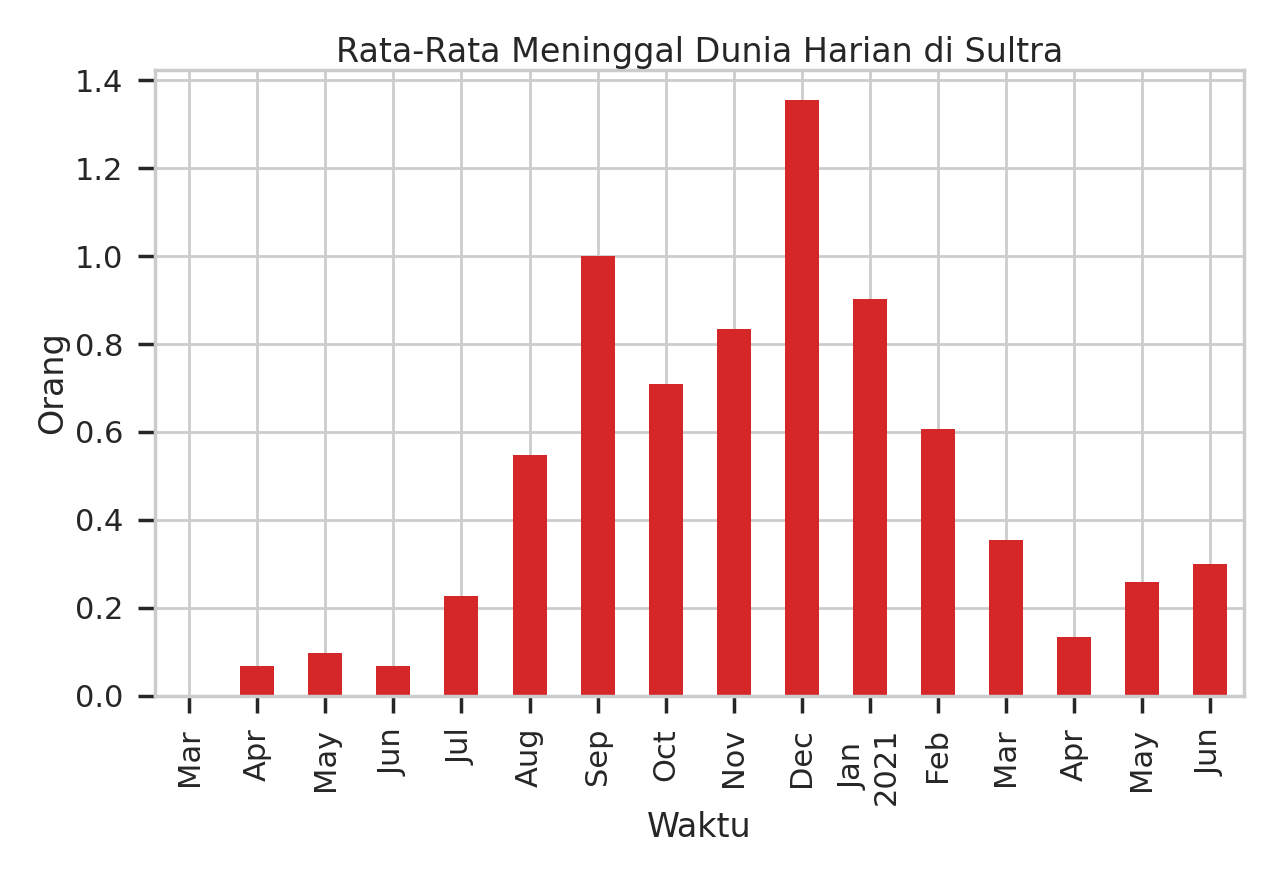 Rata-Rata Meninggal Dunia Harian di Sultra
1.4
1.2
1.0
0.8
0.6
0.4
0.2
0.0
Orang
Mar
Apr
May
Jun
Jul
Aug
Sep
Oct
Nov
Dec
Jan
2021
Feb
Mar
Apr
May
Jun
Waktu